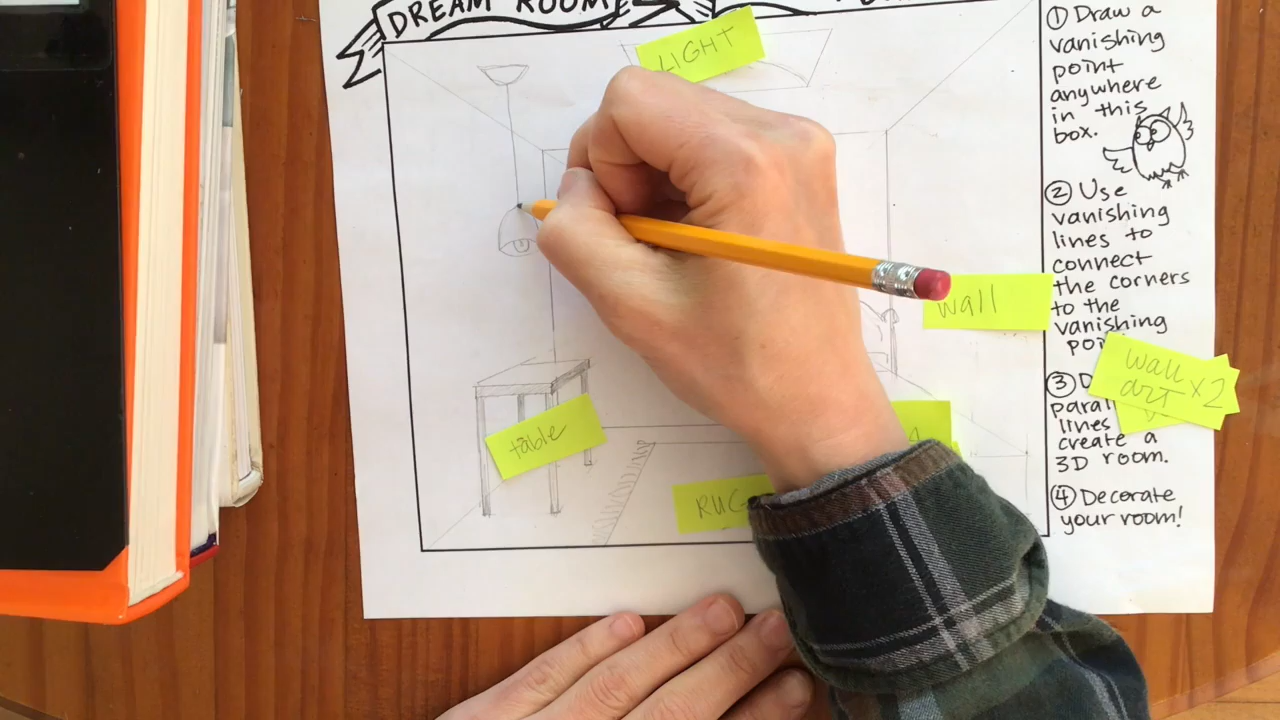 DREAM ROOM
LIGHT
wall
table
RUG
wall
art x2
① Draw a
vanishing
point
anywhere
in this
box.
② Use
vanishing
lines to
connect
the corners
to the
vanishing
③
lines
create a
3D room.
④ Decorate
your room!